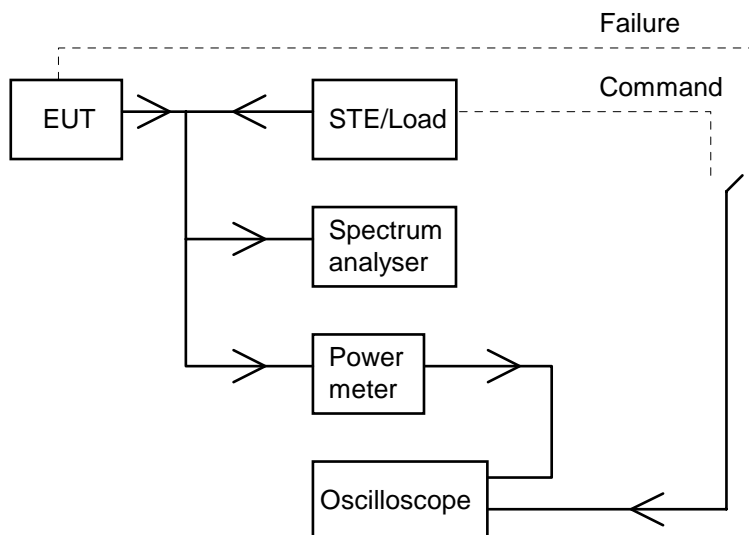 Failure
EUT
STE/Load
Command
Spectrum
analyser
Power
meter
Oscilloscope